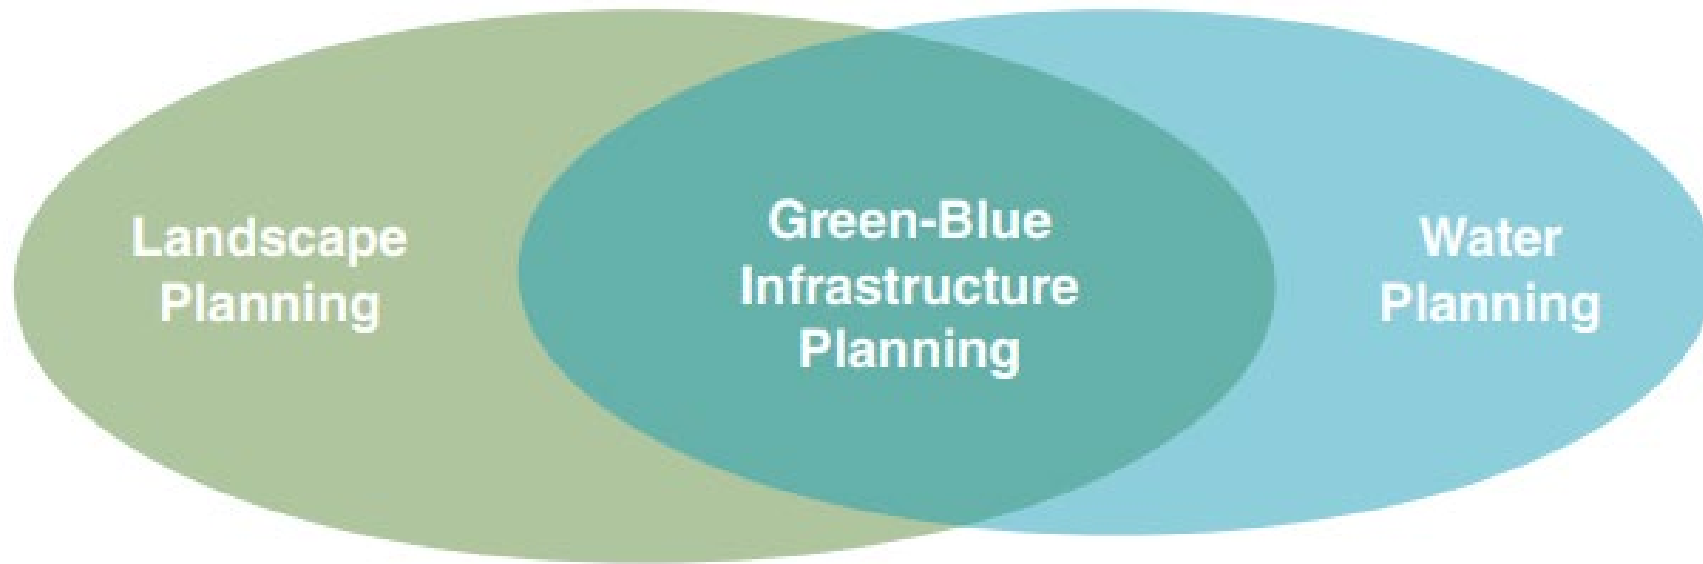 Landscape
Planning
Green-Blue
Infrastructure
Planning
Water
Planning